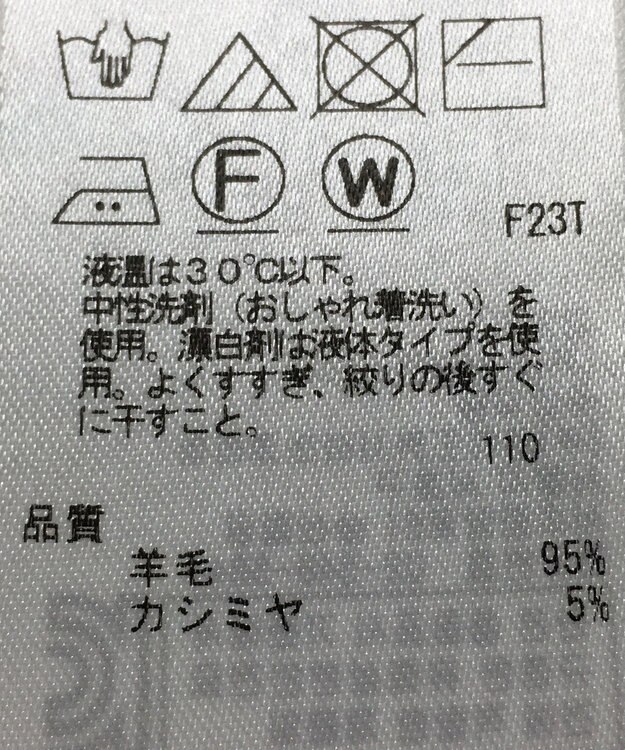 F
W
F23T
液温は30℃以下。
中性洗剤（おしゃれ着洗い）を
使用。漂白剤は液体タイプを使
用。よくすすぎ、絞りの後すぐ
に干すこと。
110
品質
羊毛 95%
カシミヤ 5%